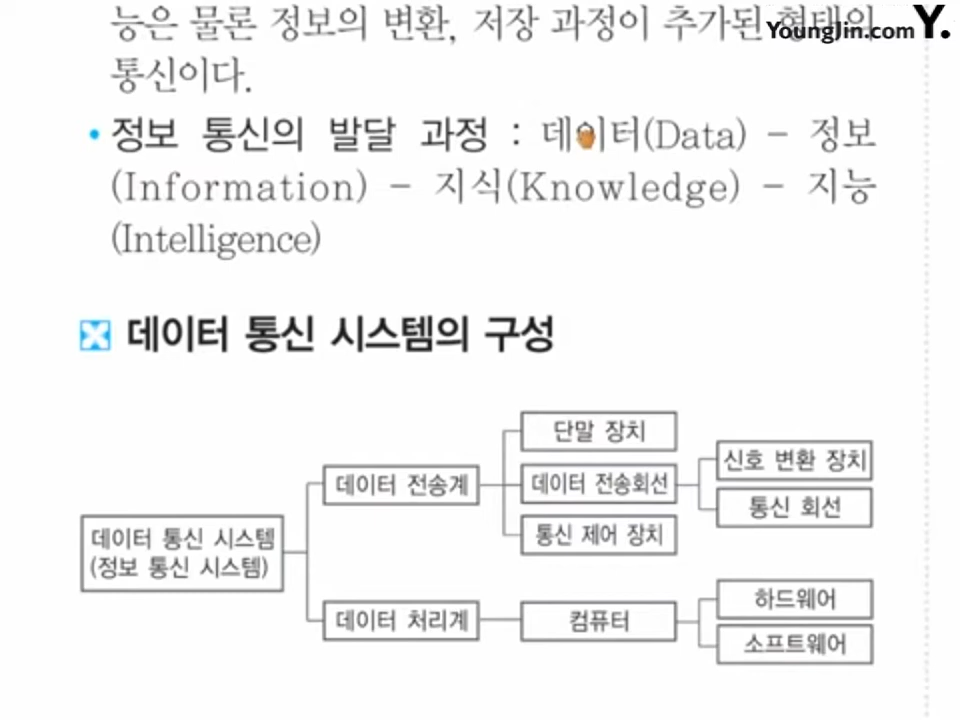 능은 물론 정보의 변환, 저장 과정이 추가된 형태의
YoungJin.com Y.
통신이다.
• 정보 통신의 발달 과정 : 데이터(Data) – 정보
(Information) – 지식(Knowledge) – 지능
(Intelligence)
데이터 통신 시스템의 구성
단말 장치
신호 변환 장치
데이터 전송계
데이터 전송회선
통신 회선
통신 제어 장치
데이터 통신 시스템
(정보 통신 시스템)
하드웨어
데이터 처리계
컴퓨터
소프트웨어